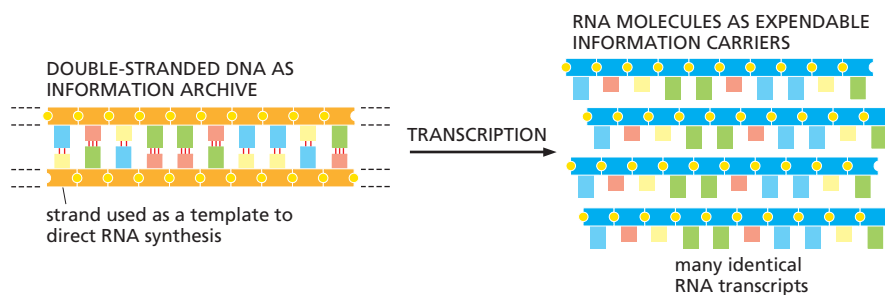 DOUBLE-STRANDED DNA AS
INFORMATION ARCHIVE
strand used as a template to
direct RNA synthesis
TRANSCRIPTION
RNA MOLECULES AS EXPENDABLE
INFORMATION CARRIERS
many identical
RNA transcripts